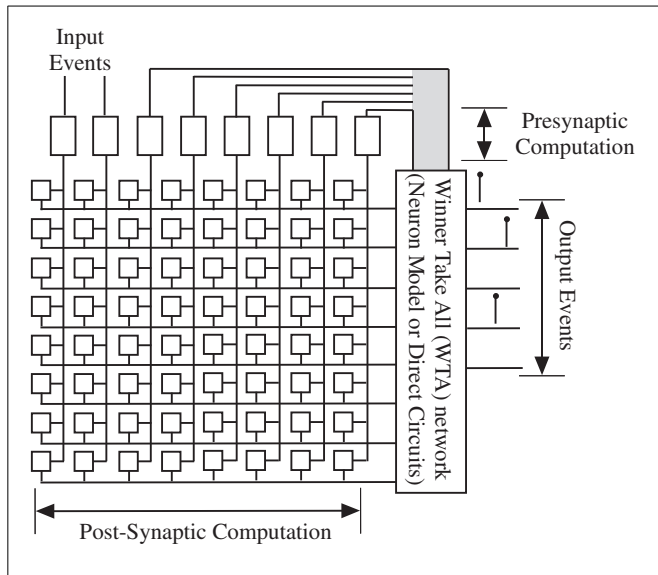 Input
Events
Presynaptic
Computation
Winner Take All (WTA) network
(Neuron Model or Direct Circuits)
Output Events
Post-Synaptic Computation